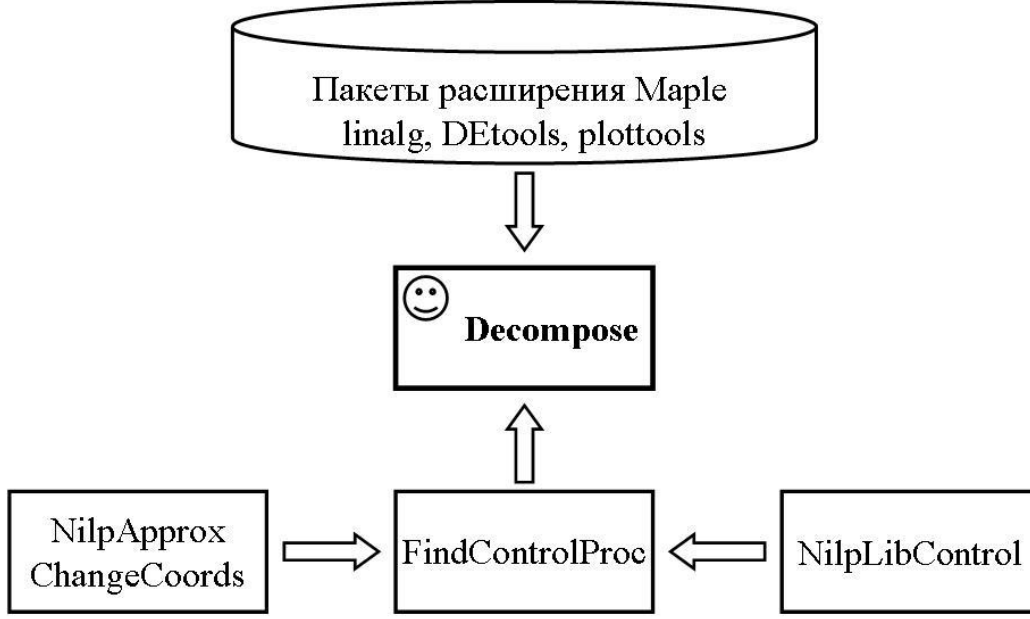 Пакеты расширения Maple
linalg, DEtools, plottools
Decompose
NilpApprox
ChangeCoords
FindControlProc
NilpLibControl